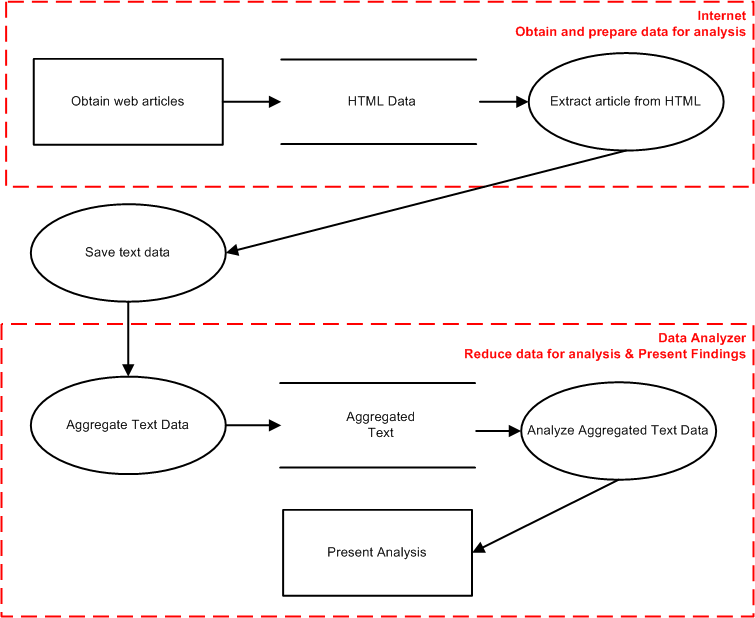 Internet
Obtain and prepare data for analysis
Obtain web articles
HTML Data
Extract article from HTML
Save text data
Data Analyzer
Reduce data for analysis & Present Findings
Aggregate Text Data
Aggregated
Text
Analyze Aggregated Text Data
Present Analysis